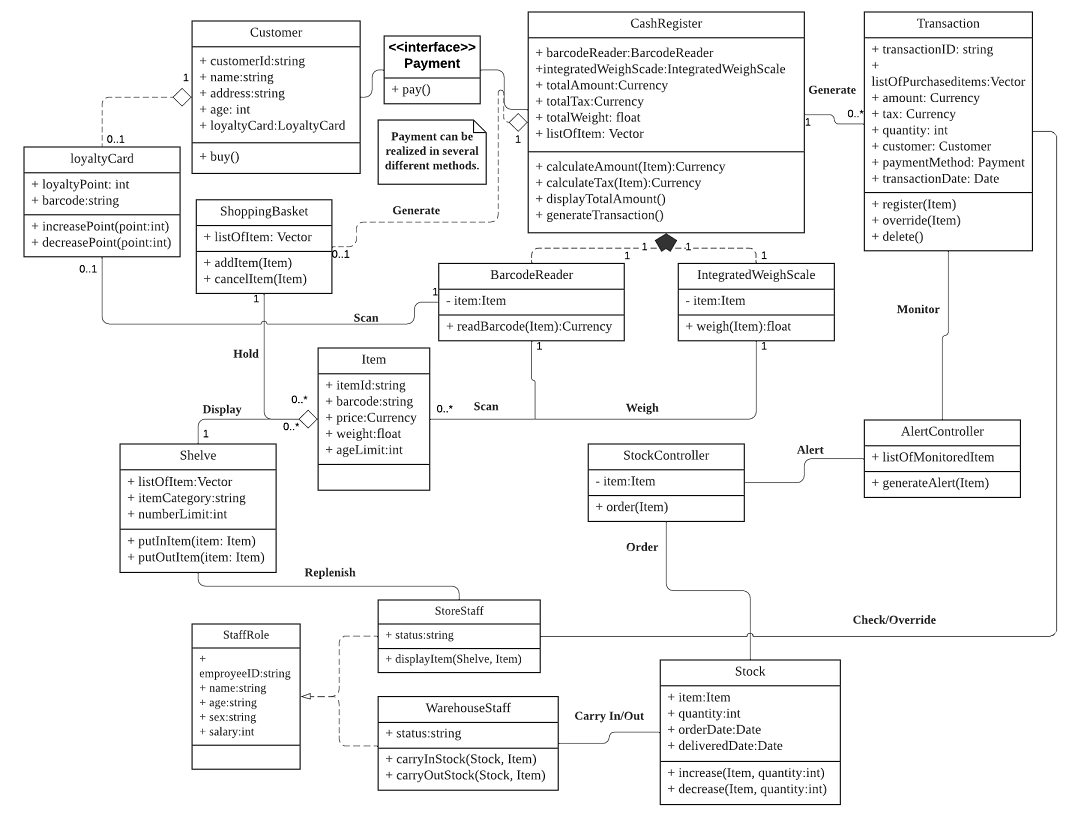 Customer
+ customerId:string
+ name:string
+ address:string
+ age: int
+ loyaltyCard:LoyaltyCard
+ buy()
<<interface>>
Payment
+ pay()
Payment can be
realized in several
different methods.
CashRegister
+ barcodeReader:BarcodeReader
+integratedWeighScade:IntegratedWeighScale
+ totalAmount:Currency
+ totalTax:Currency
+ totalWeight: float
+ listOfItem: Vector
+ calculateAmount(Item):Currency
+ calculateTax(Item):Currency
+ displayTotalAmount()
+ generateTransaction()
Generate
1
0..*
Transaction
+ transactionID: string
+
listOfPurchaseditems:Vector
+ amount: Currency
+ tax: Currency
+ quantity: int
+ customer: Customer
+ paymentMethod: Payment
+ transactionDate: Date
+ register(Item)
+ override(Item)
+ delete()
1
0..1
1
loyaltyCard
+ loyaltyPoint: int
+ barcode:string
+ increasePoint(point:int)
+ decreasePoint(point:int)
0..1
ShoppingBasket
+ listOfItem: Vector
+ addItem(Item)
+ cancelItem(Item)
Generate
0..1
1
1
1
1
1
BarcodeReader
- item:Item
+ readBarcode(Item):Currency
1
1
IntegratedWeighScale
- item:Item
+ weigh(Item):float
1
Scan
Monitor
Hold
Item
+ itemId:string
+ barcode:string
+ price:Currency
+ weight:float
+ ageLimit:int
0..*
0..*
0..*
Scan
Weigh
Display
1
Shelve
+ listOfItem:Vector
+ itemCategory:string
+ numberLimit:int
+ putInItem(item: Item)
+ putOutItem(item: Item)
StockController
- item:Item
+ order(Item)
Alert
AlertController
+ listOfMonitoredItem
+ generateAlert(Item)
Order
Replenish
StoreStaff
+ status:string
+ displayItem(Shelve, Item)
Check/Override
StaffRole
+
employeeID:string
+ name:string
+ age:string
+ sex:string
+ salary:int
WarehouseStaff
+ status:string
+ carryInStock(Stock, Item)
+ carryOutStock(Stock, Item)
Carry In/Out
Stock
+ item:Item
+ quantity:int
+ orderDate:Date
+ deliveredDate:Date
+ increase(Item, quantity:int)
+ decrease(Item, quantity:int)